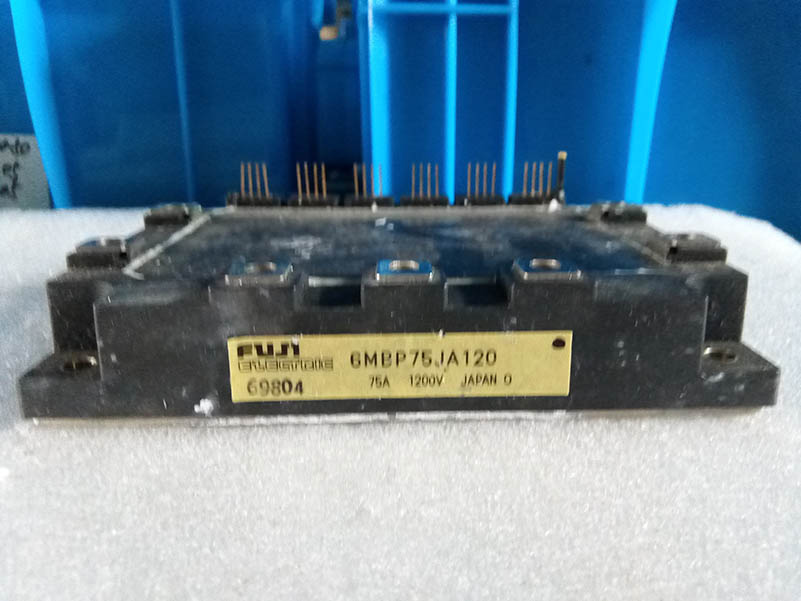 FUJI
ELECTRIC
6MBP75JA120
69804
75A 1200V JAPAN O